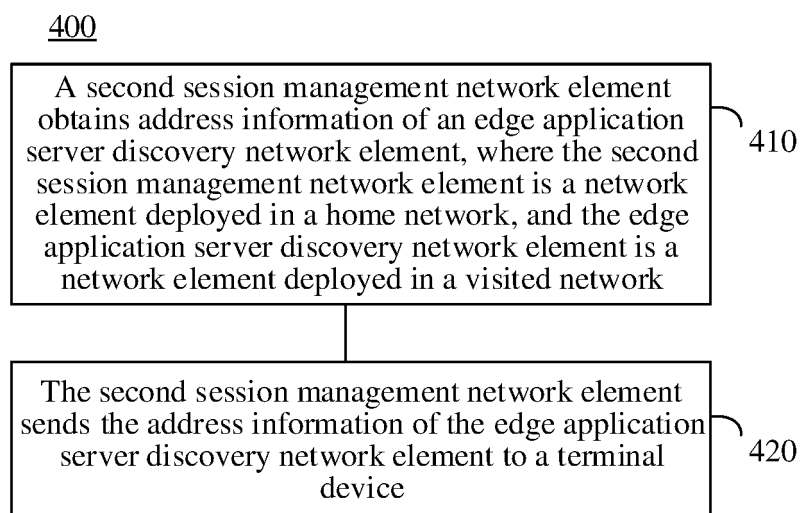 400
A second session management network element
obtains address information of an edge application
server discovery network element, where the second
session management network element is a network
element deployed in a home network, and the edge
application server discovery network element is a
network element deployed in a visited network
410
The second session management network element
sends the address information of the edge application
server discovery network element to a terminal
device
420